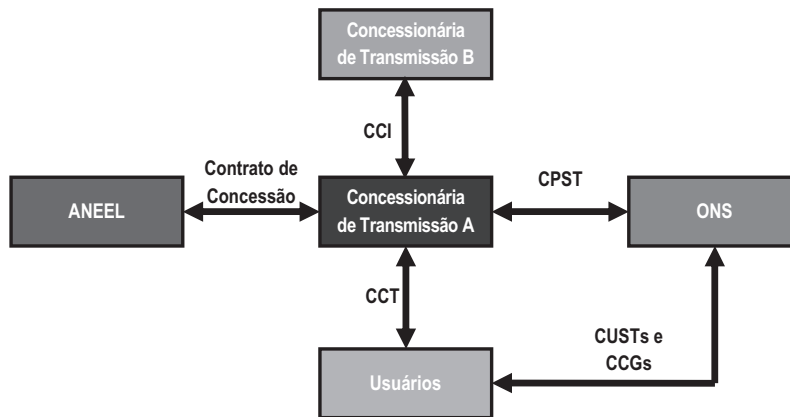 Concessionária
de Transmissão B
CCI
Contrato de
Concessão
CPST
ANEEL
Concessionária
de Transmissão A
ONS
CCT
CUSTs e
CCGs
Usuários